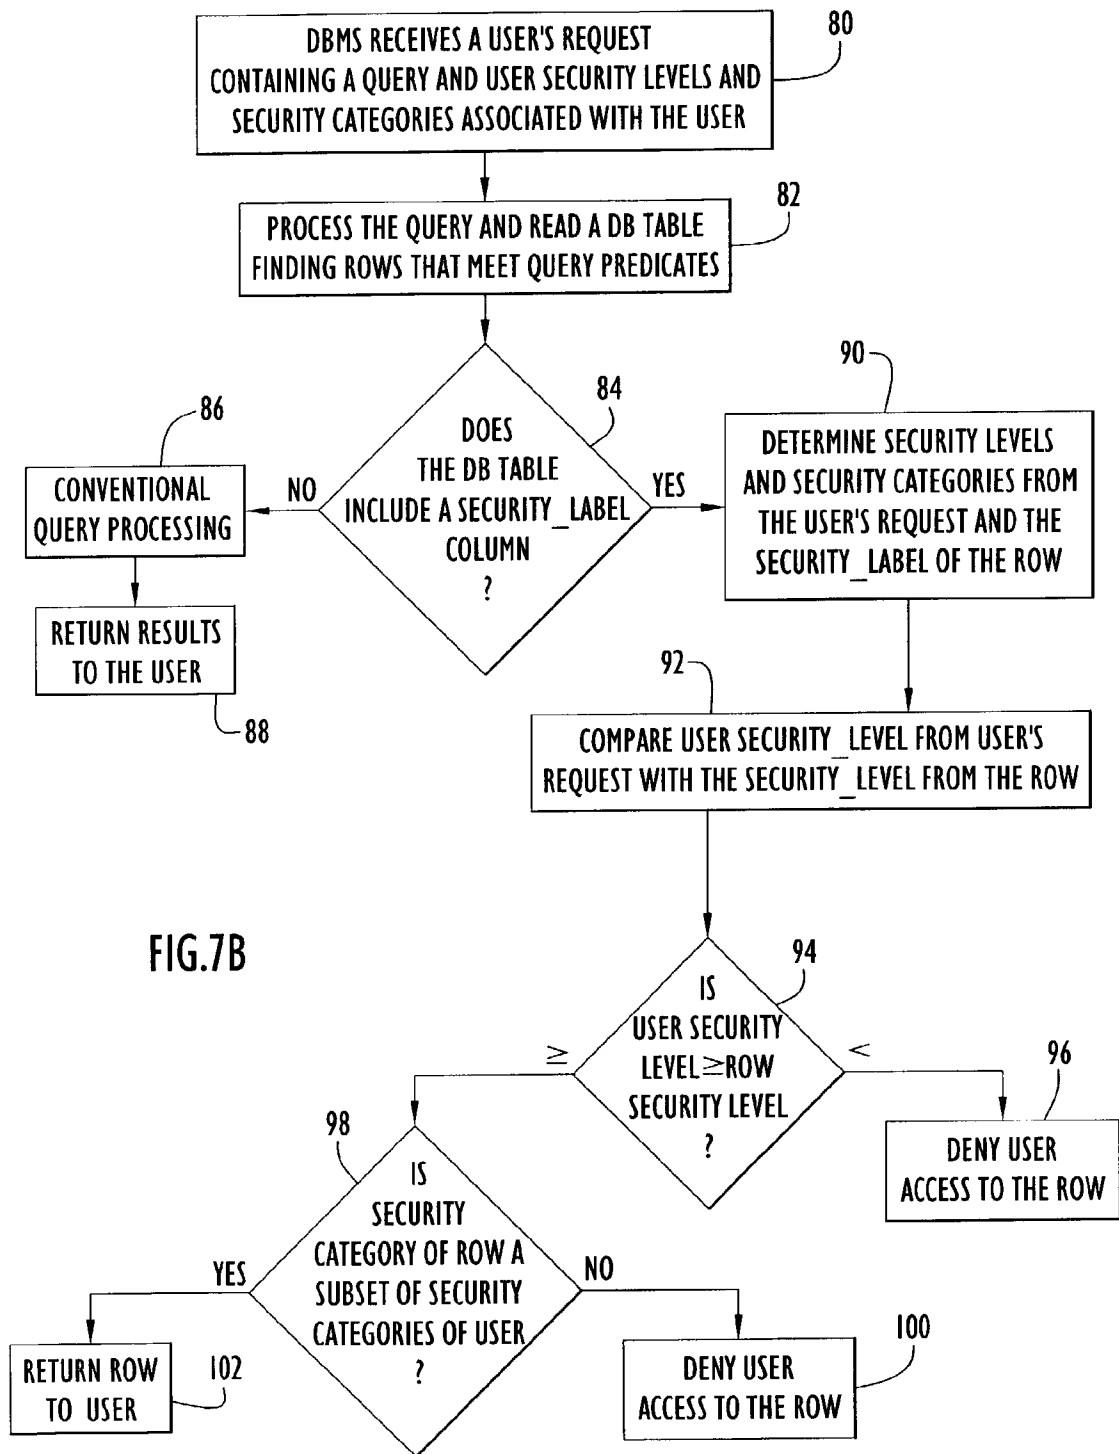 DBMS RECEIVES A USER'S REQUEST
CONTAINING A QUERY AND USER SECURITY LEVELS AND
SECURITY CATEGORIES ASSOCIATED WITH THE USER
80
PROCESS THE QUERY AND READ A DB TABLE
FINDING ROWS THAT MEET QUERY PREDICATES
82
DOES
THE DB TABLE
INCLUDE A SECURITY_LABEL
COLUMN
?
84
NO
YES
86
CONVENTIONAL
QUERY PROCESSING
RETURN RESULTS
TO THE USER
88
90
DETERMINE SECURITY LEVELS
AND SECURITY CATEGORIES FROM
THE USER'S REQUEST AND THE
SECURITY_LABEL OF THE ROW
92
COMPARE USER SECURITY_LEVEL FROM USER'S
REQUEST WITH THE SECURITY_LEVEL FROM THE ROW
FIG.7B
94
IS
USER SECURITY
LEVEL≥ROW
SECURITY LEVEL
?
≥
<
96
DENY USER
ACCESS TO THE ROW
98
IS
SECURITY
CATEGORY OF ROW A
SUBSET OF SECURITY
CATEGORIES OF USER
?
YES
NO
RETURN ROW
TO USER
102
DENY USER
ACCESS TO THE ROW
100